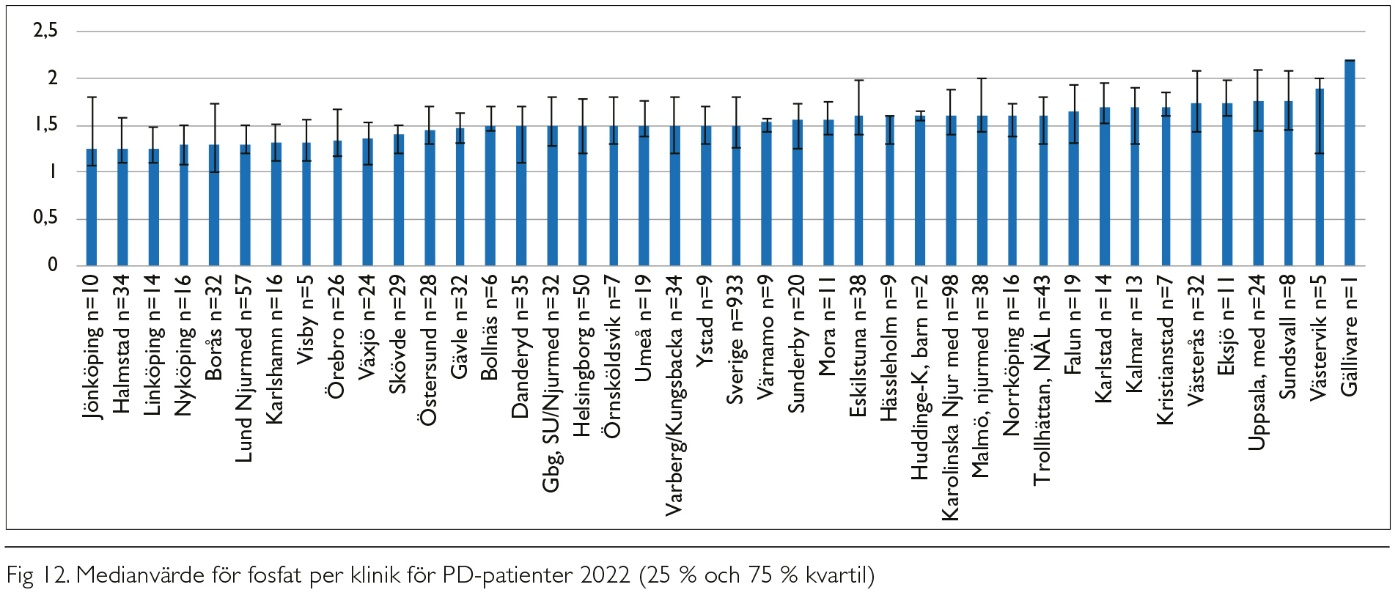 2,5
2
1,5
1
0,5
0
Jönköping n=10
Halmstad n=34
Linköping n=14
Nyköping n=16
Borås n=32
Lund Njurmed n=57
Karlshamn n=16
Visby n=5
Örebro n=26
Växjö n=24
Skövde n=29
Östersund n=28
Gävle n=32
Bollnäs n=6
Danderyd n=35
Gbg, SU/Njurmed n=32
Helsingborg n=50
Örnsköldsvik n=7
Umeå n=19
Varberg/Kungsbacka n=34
Ystad n=9
Sverige n=933
Värnamo n=9
Sunderby n=20
Mora n=11
Eskilstuna n=38
Hässleholm n=9
Huddinge-K, barn n=2
Karolinska Njur med n=98
Malmö, njurmed n=38
Norrköping n=16
Trollhättan, NÄL n=43
Falun n=19
Karlstad n=14
Kalmar n=13
Kristianstad n=7
Västerås n=32
Eksjö n=11
Uppsala, med n=24
Sundsvall n=8
Västervik n=5
Gällivare n=1
Fig 12. Medianvärde för fosfat per klinik för PD-patienter 2022 (25 % och 75 % kvartil)